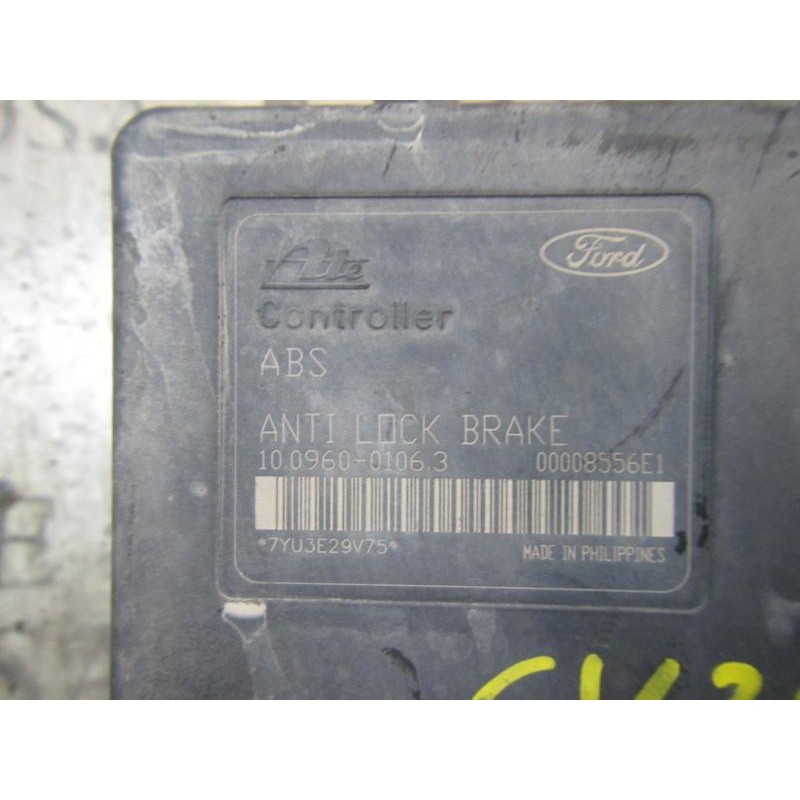 Ate
Ford
Controller
ABS
ANTI LOCK BRAKE
10.0960-0106.3 00008556E1
*7YU3E29V75*
MADE IN PHILIPPINES